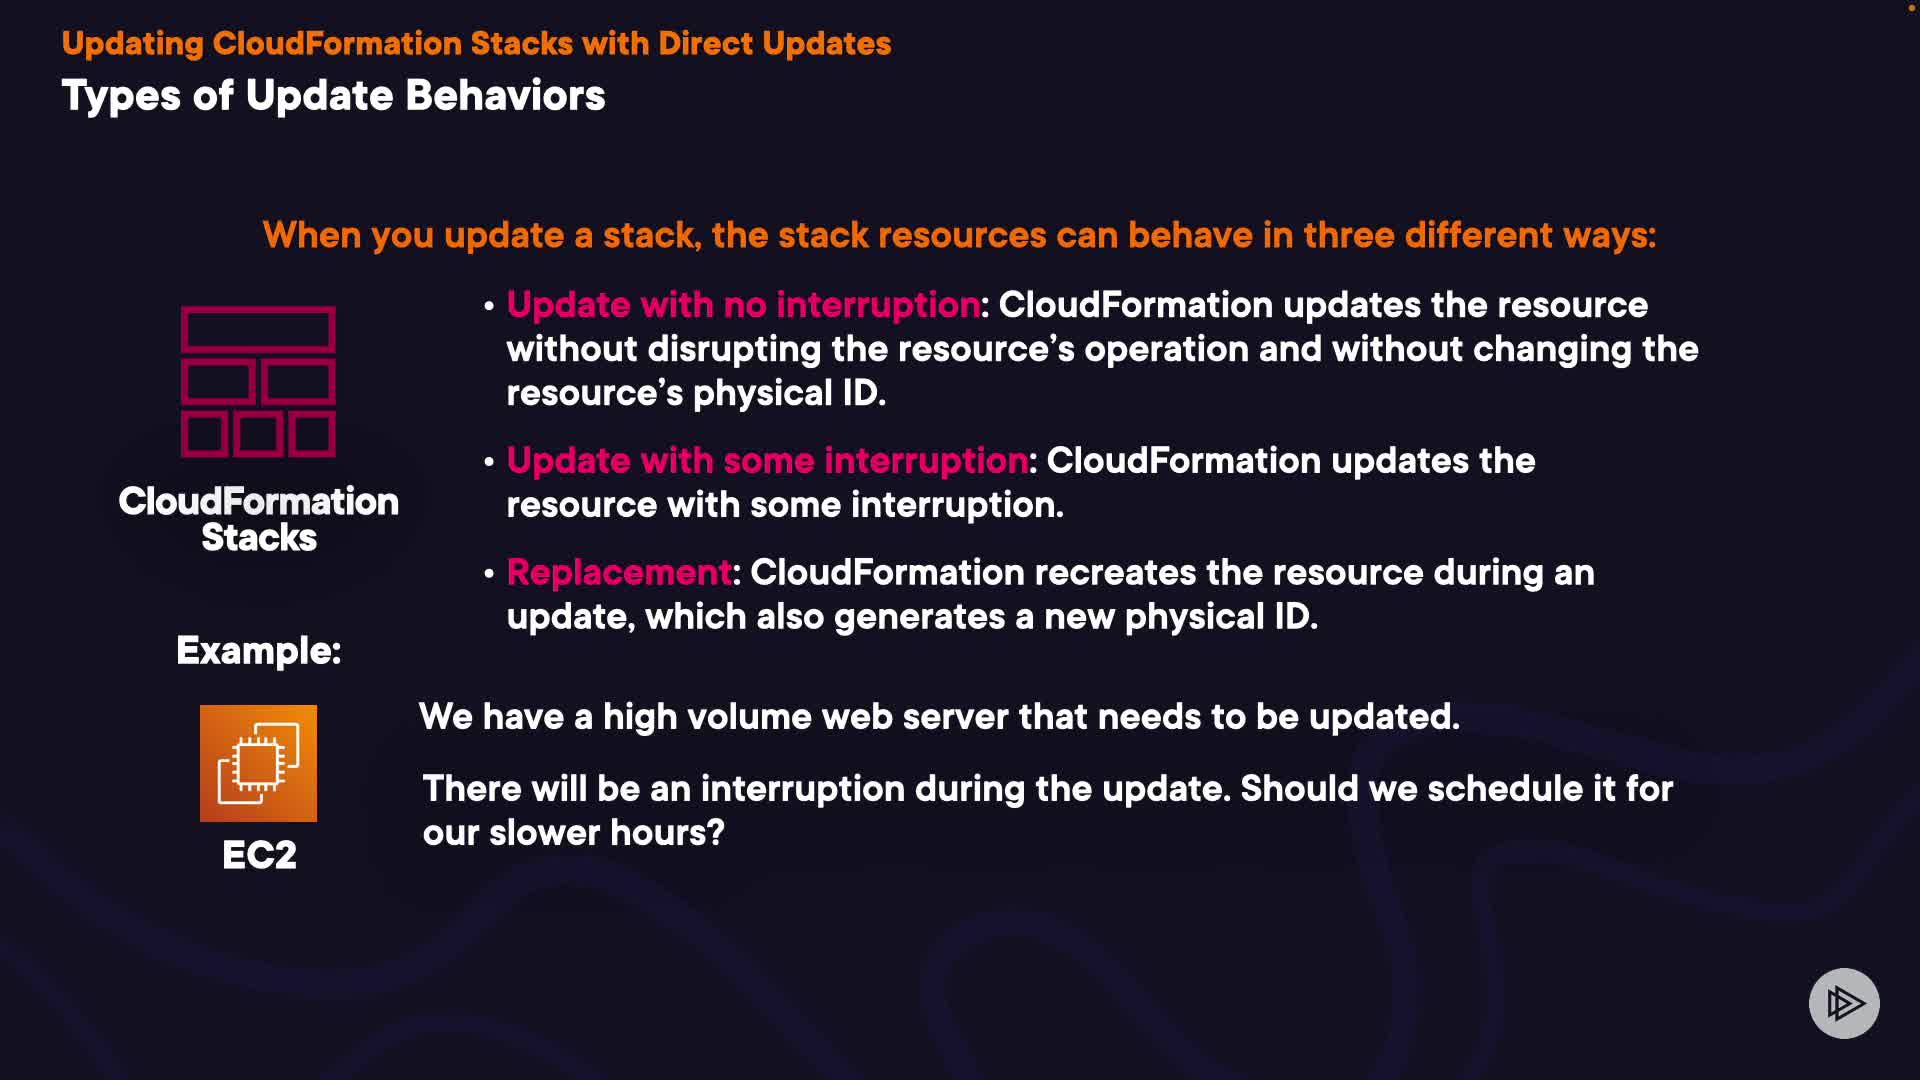 Updating CloudFormation Stacks with Direct Updates
Types of Update Behaviors
When you update a stack, the stack resources can behave in three different ways:
• Update with no interruption: CloudFormation updates the resource
without disrupting the resource’s operation and without changing the
resource’s physical ID.
• Update with some interruption: CloudFormation updates the
resource with some interruption.
• Replacement: CloudFormation recreates the resource during an
update, which also generates a new physical ID.
CloudFormation
Stacks
Example:
EC2
We have a high volume web server that needs to be updated.
There will be an interruption during the update. Should we schedule it for
our slower hours?